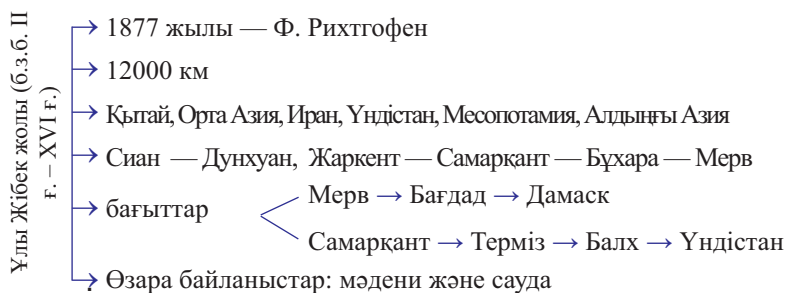 Ұлы Жібек жолы (б.з.б. II
ғ. – XVI ғ.)
1877 жылы — Ф. Рихтгофен
12000 км
Қытай, Орта Азия, Иран, Үндістан, Месопотамия, Алдыңғы Азия
Сиан — Дунхуан, Жаркент — Самарқант — Бұхара — Мерв
бағыттар
Мерв → Бағдад → Дамаск
Самарқант → Терміз → Балх → Үндістан
Өзара байланыстар: мәдени және сауда